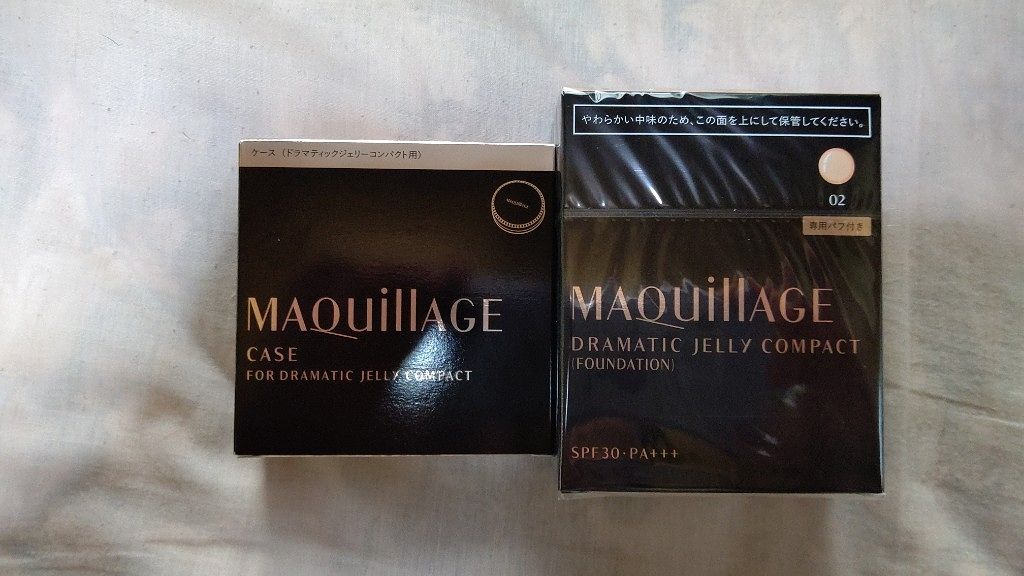 ケース（ドラマティックジェリーコンパクト用）
MAQuillAGE
CASE
FOR DRAMATIC JELLY COMPACT
やわらかい中味のため、この面を上にして保管してください。
02
専用パフ付き
MAQuillAGE
DRAMATIC JELLY COMPACT
(FOUNDATION)
SPF30・PA+++